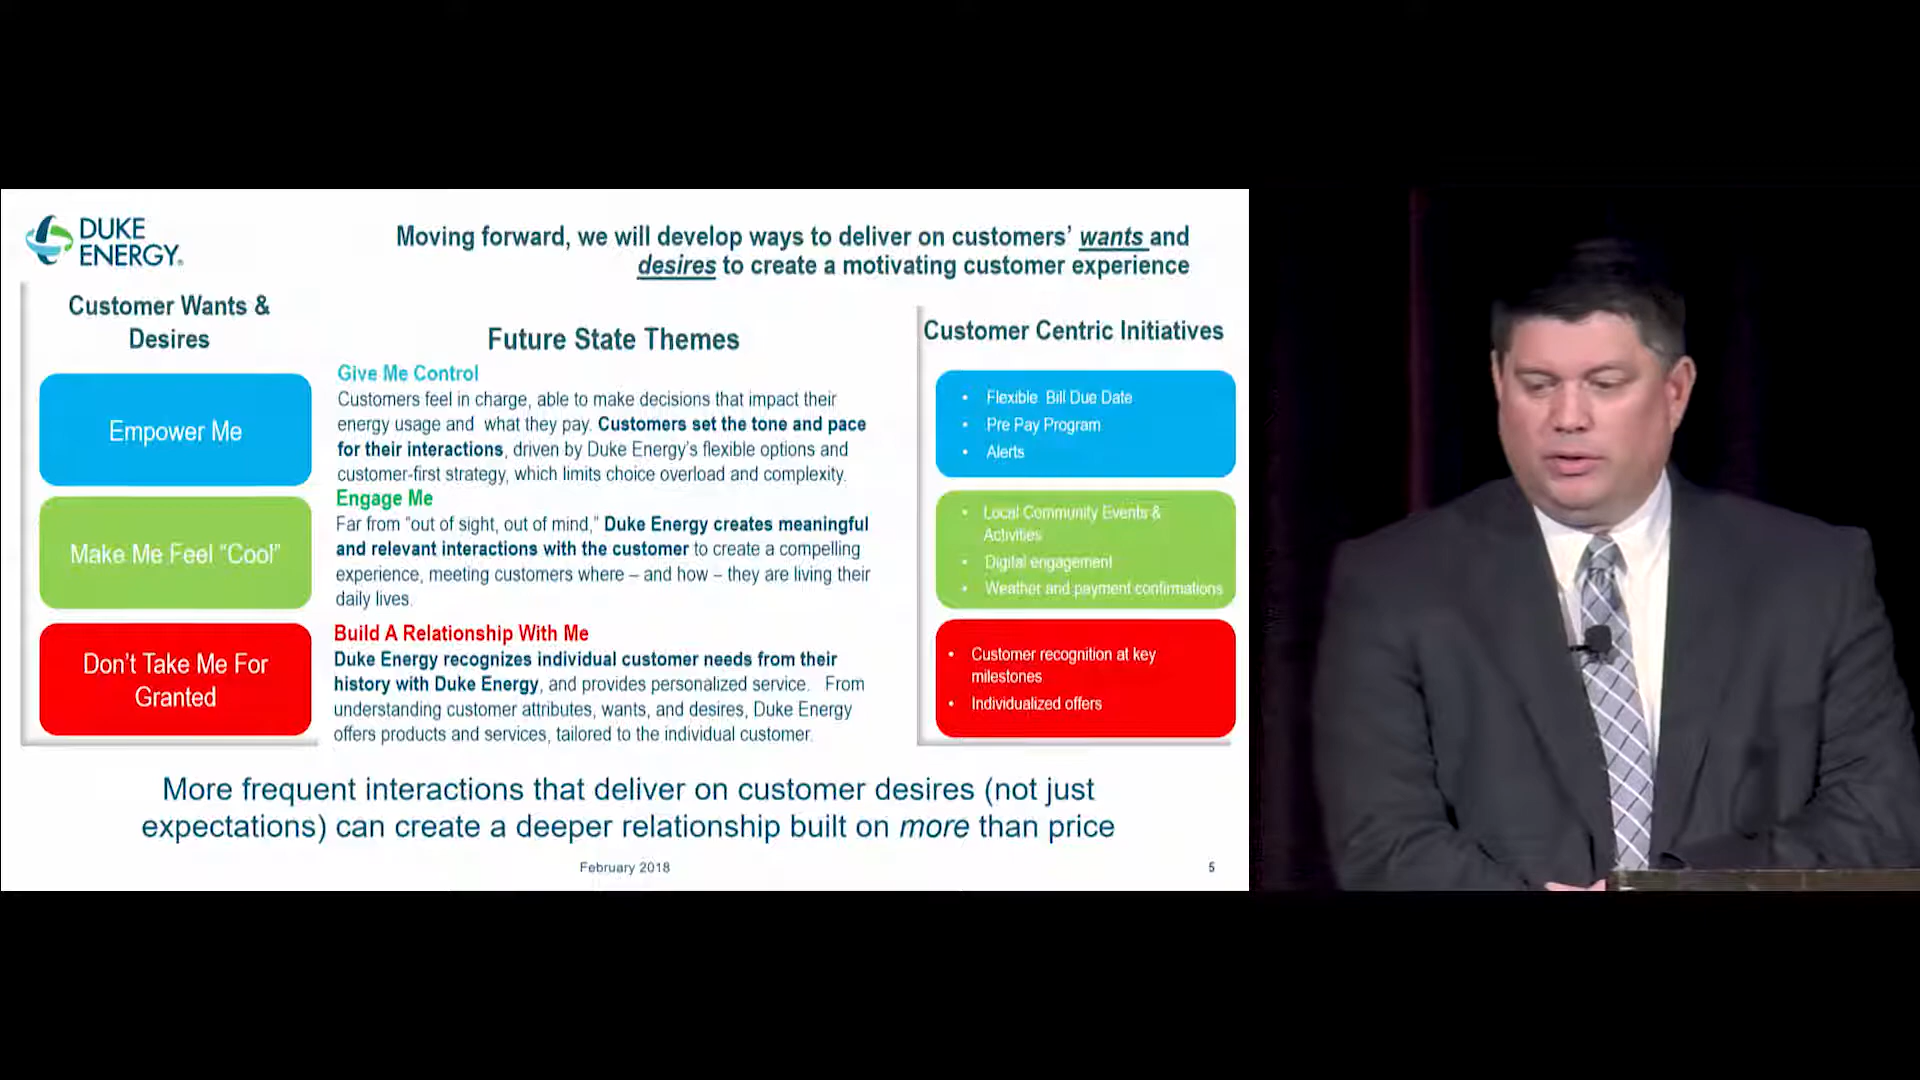 DUKE
ENERGY®
Moving forward, we will develop ways to deliver on customers' wants and
desires to create a motivating customer experience
Customer Wants &
Desires
Empower Me
Make Me Feel "Cool"
Don't Take Me For
Granted
Future State Themes
Give Me Control
Customers feel in charge, able to make decisions that impact their
energy usage and what they pay. Customers set the tone and pace
for their interactions, driven by Duke Energy's flexible options and
customer-first strategy, which limits choice overload and complexity.
Engage Me
Far from "out of sight, out of mind," Duke Energy creates meaningful
and relevant interactions with the customer to create a compelling
experience, meeting customers where – and how – they are living their
daily lives.
Build A Relationship With Me
Duke Energy recognizes individual customer needs from their
history with Duke Energy, and provides personalized service. From
understanding customer attributes, wants, and desires, Duke Energy
offers products and services, tailored to the individual customer.
Customer Centric Initiatives
• Flexible Bill Due Date
• Pre Pay Program
• Alerts
• Local Community Events &
Activities
• Digital engagement
• Weather and payment confirmations
• Customer recognition at key
milestones
• Individualized offers
More frequent interactions that deliver on customer desires (not just
expectations) can create a deeper relationship built on more than price
February 2018
5